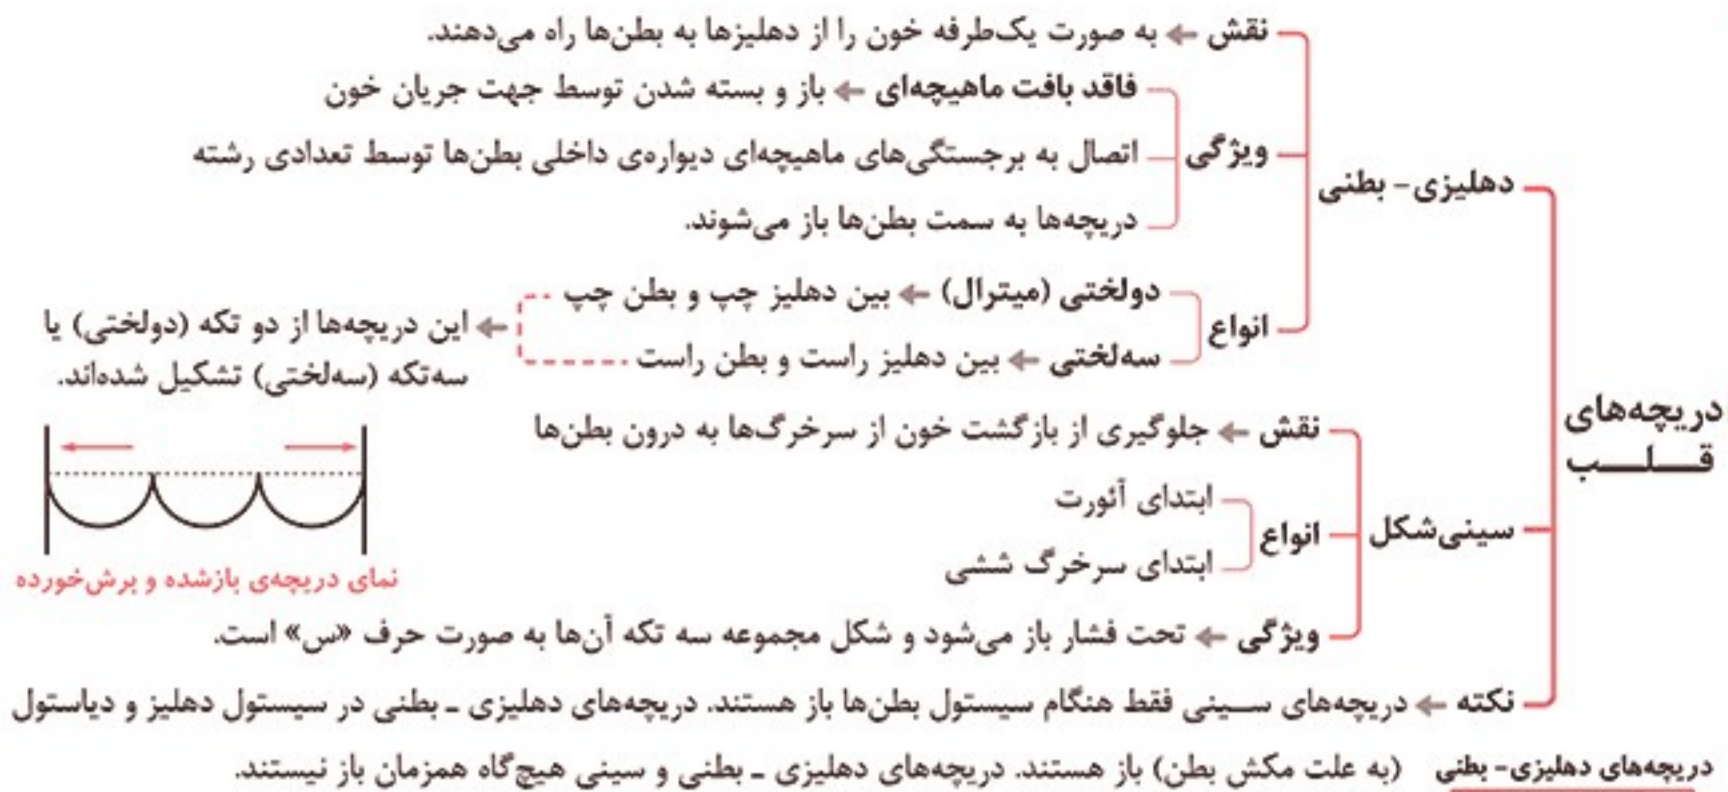 دریچه‌های
قـــلـــب
دهلیزی- بطنی
نقش ← به صورت یک‌طرفه خون را از دهلیزها به بطن‌ها راه می‌دهند.
ویژگی
فاقد بافت ماهیچه‌ای ← باز و بسته شدن توسط جهت جریان خون
اتصال به برجستگی‌های ماهیچه‌ای دیواره‌ی داخلی بطن‌ها توسط تعدادی رشته
دریچه‌ها به سمت بطن‌ها باز می‌شوند.
انواع
دولختی (میترال) ← بین دهلیز چپ و بطن چپ
سه‌لختی ← بین دهلیز راست و بطن راست
← این دریچه‌ها از دو تکه (دولختی) یا
سه‌تکه (سه‌لختی) تشکیل شده‌اند.
سینی‌شکل
نقش ← جلوگیری از بازگشت خون از سرخرگ‌ها به درون بطن‌ها
انواع
ابتدای آئورت
ابتدای سرخرگ ششی
ویژگی ← تحت فشار باز می‌شود و شکل مجموعه سه تکه آن‌ها به صورت حرف «س» است.
نمای دریچه‌ی بازشده و برش‌خورده
نکته ← دریچه‌های ســینی فقط هنگام سیستول بطن‌ها باز هستند. دریچه‌های دهلیزی ـ بطنی در سیستول دهلیز و دیاستول
(به علت مکش بطن) باز هستند. دریچه‌های دهلیزی ـ بطنی و سینی هیچ‌گاه همزمان باز نیستند.
دریچه‌های دهلیزی- بطنی